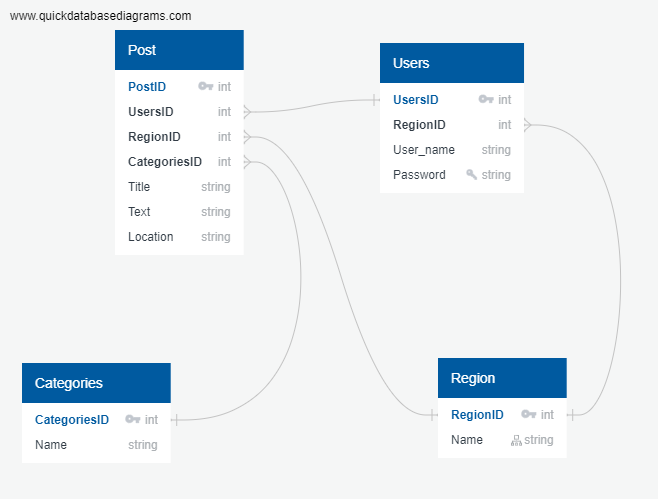 www.quickdatabasediagrams.com
Post
PostID int
UsersID int
RegionID int
CategoriesID int
Title string
Text string
Location string
Users
UsersID int
RegionID int
User_name string
Password string
Categories
CategoriesID int
Name string
Region
RegionID int
Name string